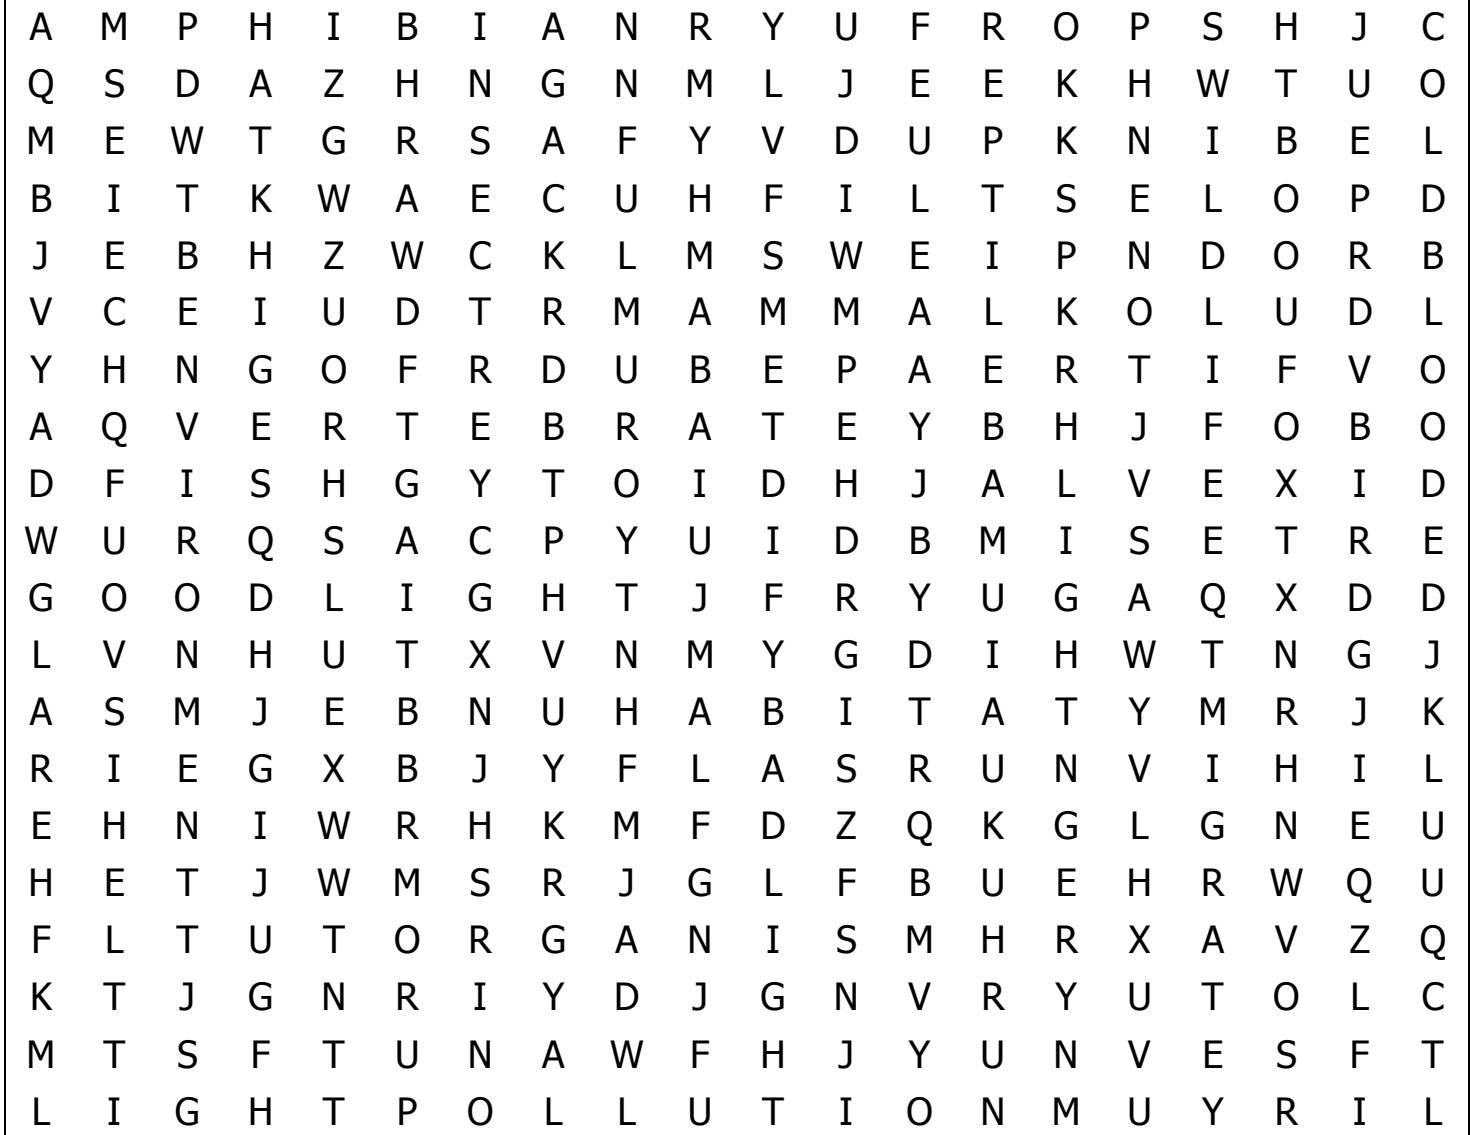 A M P H I B I A N R Y U F R O P S H J C
Q S D A Z H N G N M L J E E K H W T U O
M E W T G R S A F Y V D U P K N I B E L
B I T K W A E C U H F I L T S E L O P D
J E B H Z W C K L M S W E I P N D O R B
V C E I U D T R M A M M A L K O L U D L
Y H N G O F R D U B E P A E R T I F V O
A Q V E R T E B R A T E Y B H J F O B O
D F I S H G Y T O I D H J A L V E X I D
W U R Q S A C P Y U I D B M I S E T R E
G O O D L I G H T J F R Y U G A Q X D D
L V N H U T X V N M Y G D I H W T N G J
A S M J E B N U H A B I T A T Y M R J K
R I E G X B J Y F L A S R U N V I H I L
E H N I W R H K M F D Z Q K G L G N E U
H E T J W M S R J G L F B U E H R W Q U
F L T U T O R G A N I S M H R X A V Z Q
K T J G N R I Y D J G N V R Y U T O L C
M T S F T U N A W F H J Y U N V E S F T
L I G H T P O L L U T I O N M U Y R I L